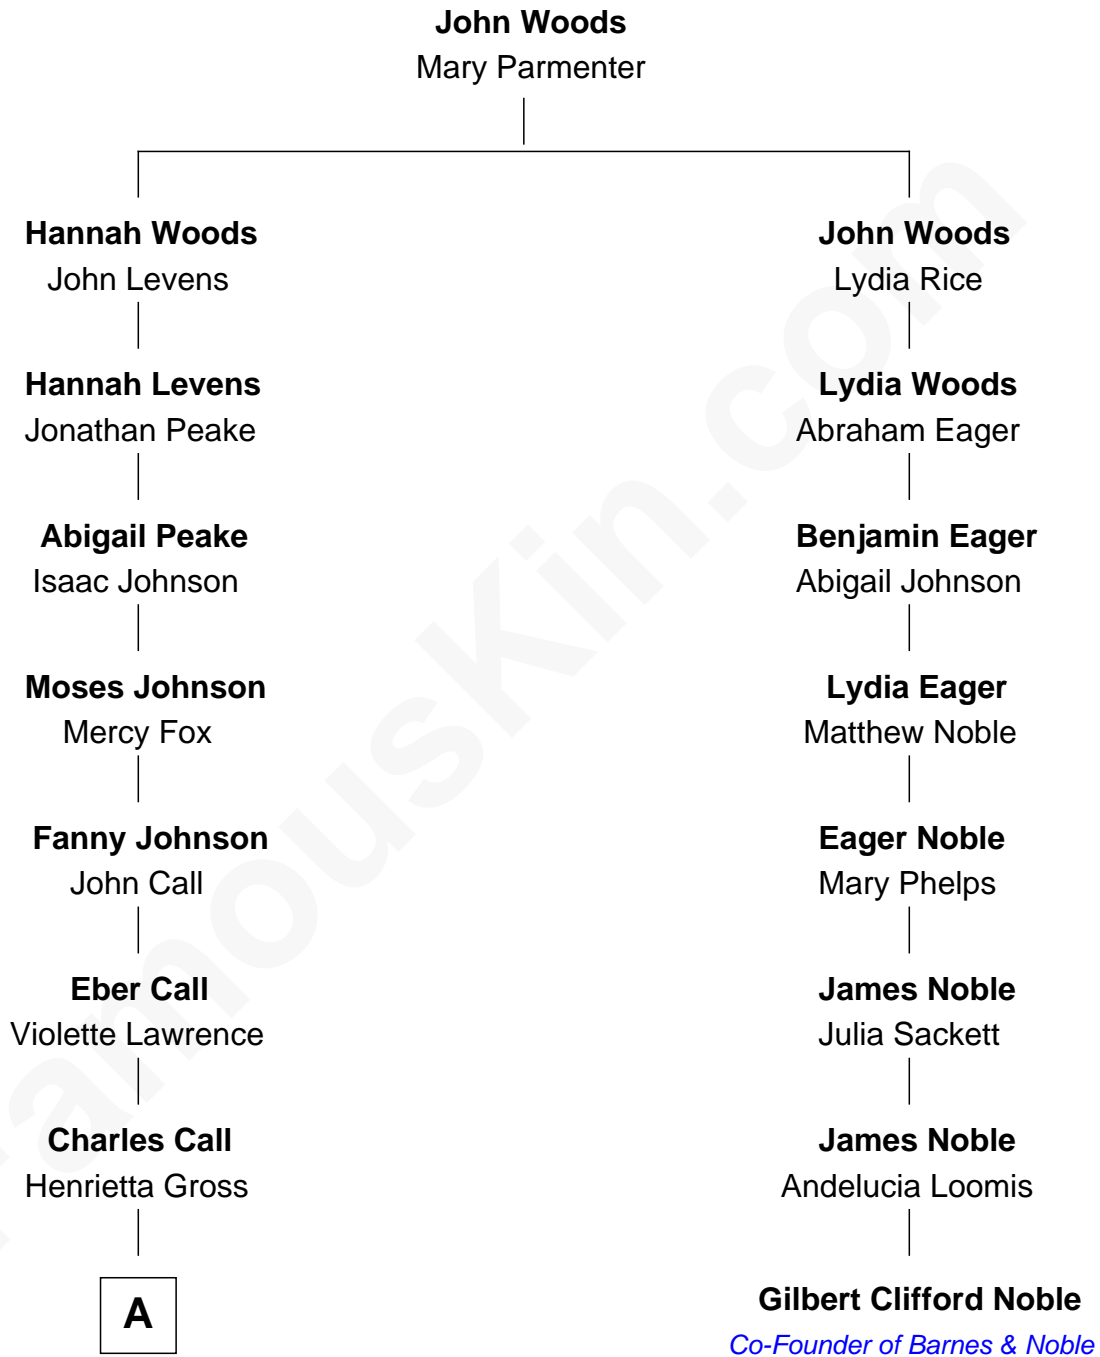 John Woods
Mary Parmenter
Hannah Woods
John Levens
Hannah Levens
Jonathan Peake
Abigail Peake
Isaac Johnson
Moses Johnson
Mercy Fox
Fanny Johnson
John Call
Eber Call
Violette Lawrence
Charles Call
Henrietta Gross
A
John Woods
Lydia Rice
Lydia Woods
Abraham Eager
Benjamin Eager
Abigail Johnson
Lydia Eager
Matthew Noble
Eager Noble
Mary Phelps
James Noble
Julia Sackett
James Noble
Andelucia Loomis
Gilbert Clifford Noble
Co-Founder of Barnes & Noble
FamousKin.com